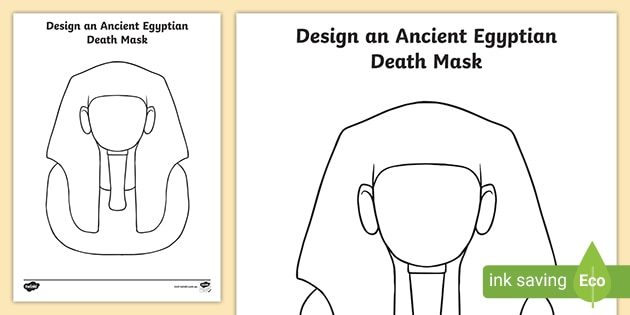 Design an Ancient Egyptian
Death Mask
Design an Ancient Egyptian
Death Mask
ink saving
Eco